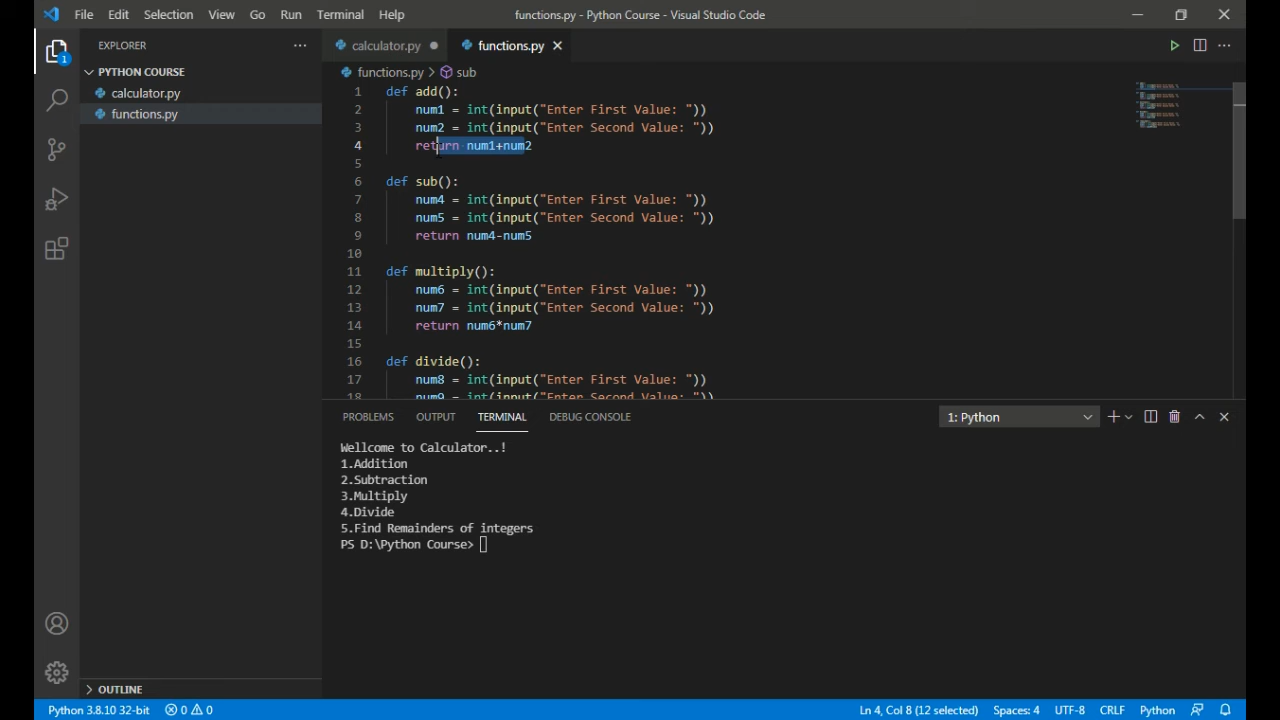 File Edit Selection View Go Run Terminal Help
functions.py - Python Course - Visual Studio Code
EXPLORER
calculator.py
functions.py
PYTHON COURSE
functions.py > sub
1
calculator.py
functions.py
1 def add():
2 num1 = int(input("Enter First Value: "))
3 num2 = int(input("Enter Second Value: "))
4 return num1+num2
5
6 def sub():
7 num4 = int(input("Enter First Value: "))
8 num5 = int(input("Enter Second Value: "))
9 return num4-num5
10
11 def multiply():
12 num6 = int(input("Enter First Value: "))
13 num7 = int(input("Enter Second Value: "))
14 return num6*num7
15
16 def divide():
17 num8 = int(input("Enter First Value: "))
18 num9 = int(input("Enter Second Value: "))
PROBLEMS OUTPUT TERMINAL DEBUG CONSOLE
1: Python
Wellcome to Calculator..!
1.Addition
2.Subtraction
3.Multiply
4.Divide
5.Find Remainders of integers
PS D:\Python Course>
OUTLINE
Python 3.8.10 32-bit 0 0
Ln 4, Col 8 (12 selected) Spaces: 4 UTF-8 CRLF Python